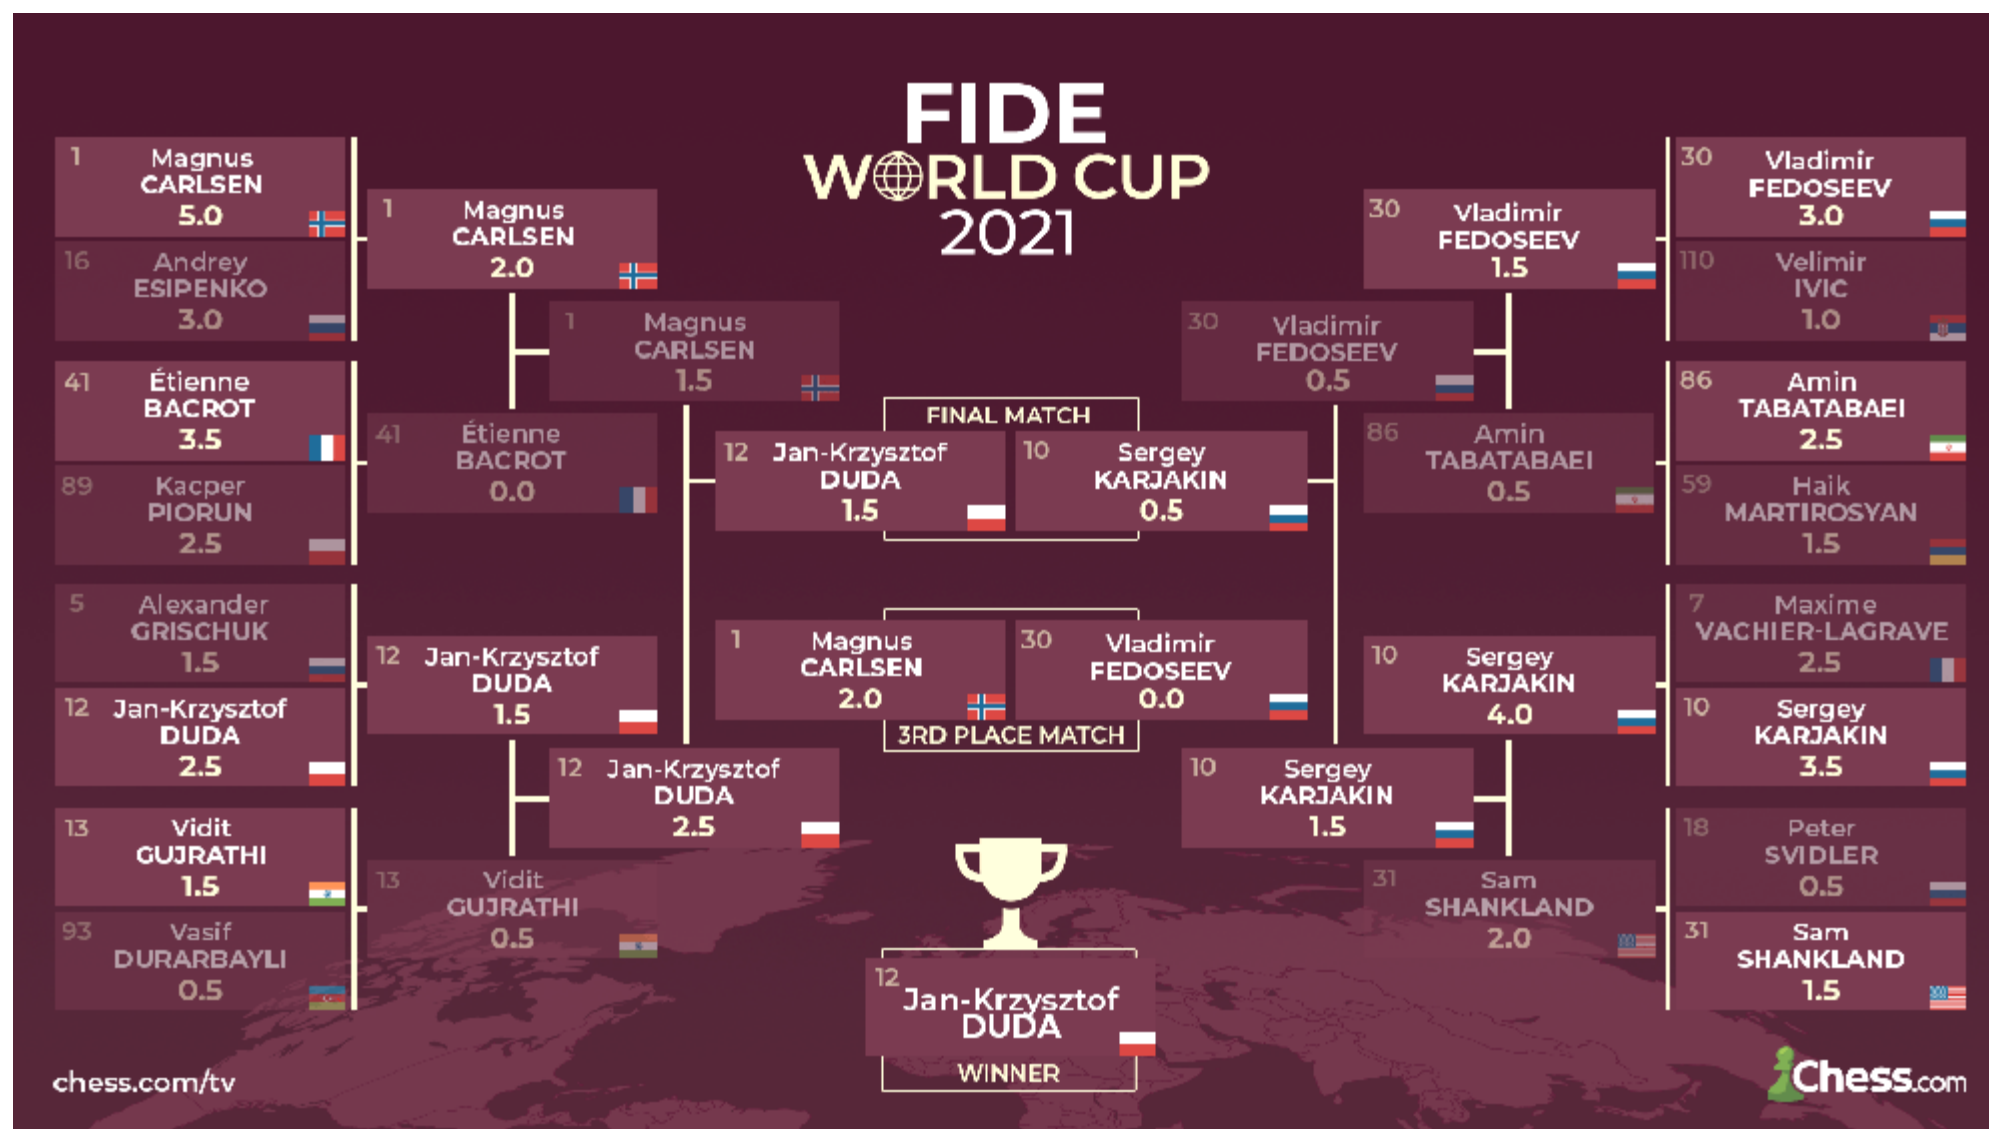 FIDE
WORLD CUP
2021
1
Magnus
CARLSEN
5.0
16
Andrey
ESIPENKO
3.0
41
Étienne
BACROT
3.5
89
Kacper
PIORUN
2.5
5
Alexander
GRISCHUK
1.5
12
Jan-Krzysztof
DUDA
2.5
13
Vidit
GUJRATHI
1.5
93
Vasif
DURARBAYLI
0.5
1
Magnus
CARLSEN
2.0
41
Étienne
BACROT
0.0
12
Jan-Krzysztof
DUDA
1.5
13
Vidit
GUJRATHI
0.5
1
Magnus
CARLSEN
1.5
12
Jan-Krzysztof
DUDA
2.5
FINAL MATCH
12
Jan-Krzysztof
DUDA
1.5
10
Sergey
KARJAKIN
0.5
1
Magnus
CARLSEN
2.0
30
Vladimir
FEDOSEEV
0.0
3RD PLACE MATCH
30
Vladimir
FEDOSEEV
0.5
10
Sergey
KARJAKIN
1.5
30
Vladimir
FEDOSEEV
1.5
86
Amin
TABATABAEI
0.5
10
Sergey
KARJAKIN
4.0
31
Sam
SHANKLAND
2.0
30
Vladimir
FEDOSEEV
3.0
110
Velimir
IVIC
1.0
86
Amin
TABATABAEI
2.5
59
Haik
MARTIROSYAN
1.5
7
Maxime
VACHIER-LAGRAVE
2.5
10
Sergey
KARJAKIN
3.5
18
Peter
SVIDLER
0.5
31
Sam
SHANKLAND
1.5
12
Jan-Krzysztof
DUDA
WINNER
chess.com/tv
Chess.com